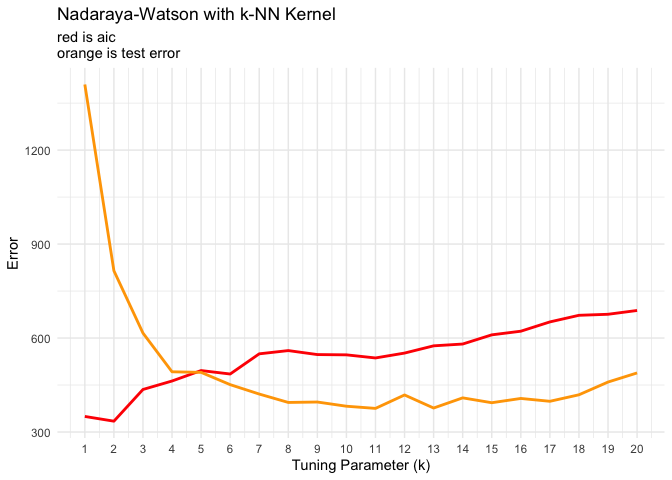 Nadaraya-Watson with k-NN Kernel
red is aic
orange is test error
1200
900
600
300
Error
1 2 3 4 5 6 7 8 9 10 11 12 13 14 15 16 17 18 19 20
Tuning Parameter (k)